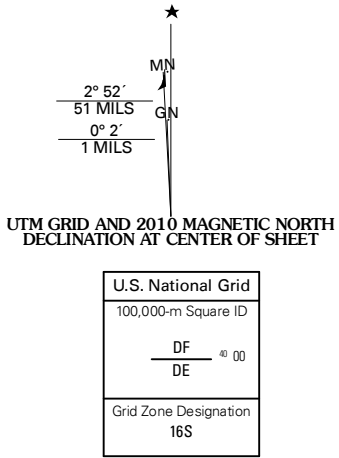 MN
2° 52´
51 MILS
GN
0° 2´
1 MILS
UTM GRID AND 2010 MAGNETIC NORTH
DECLINATION AT CENTER OF SHEET
U.S. National Grid
100,000-m Square ID
DF
40 00
DE
Grid Zone Designation
16S